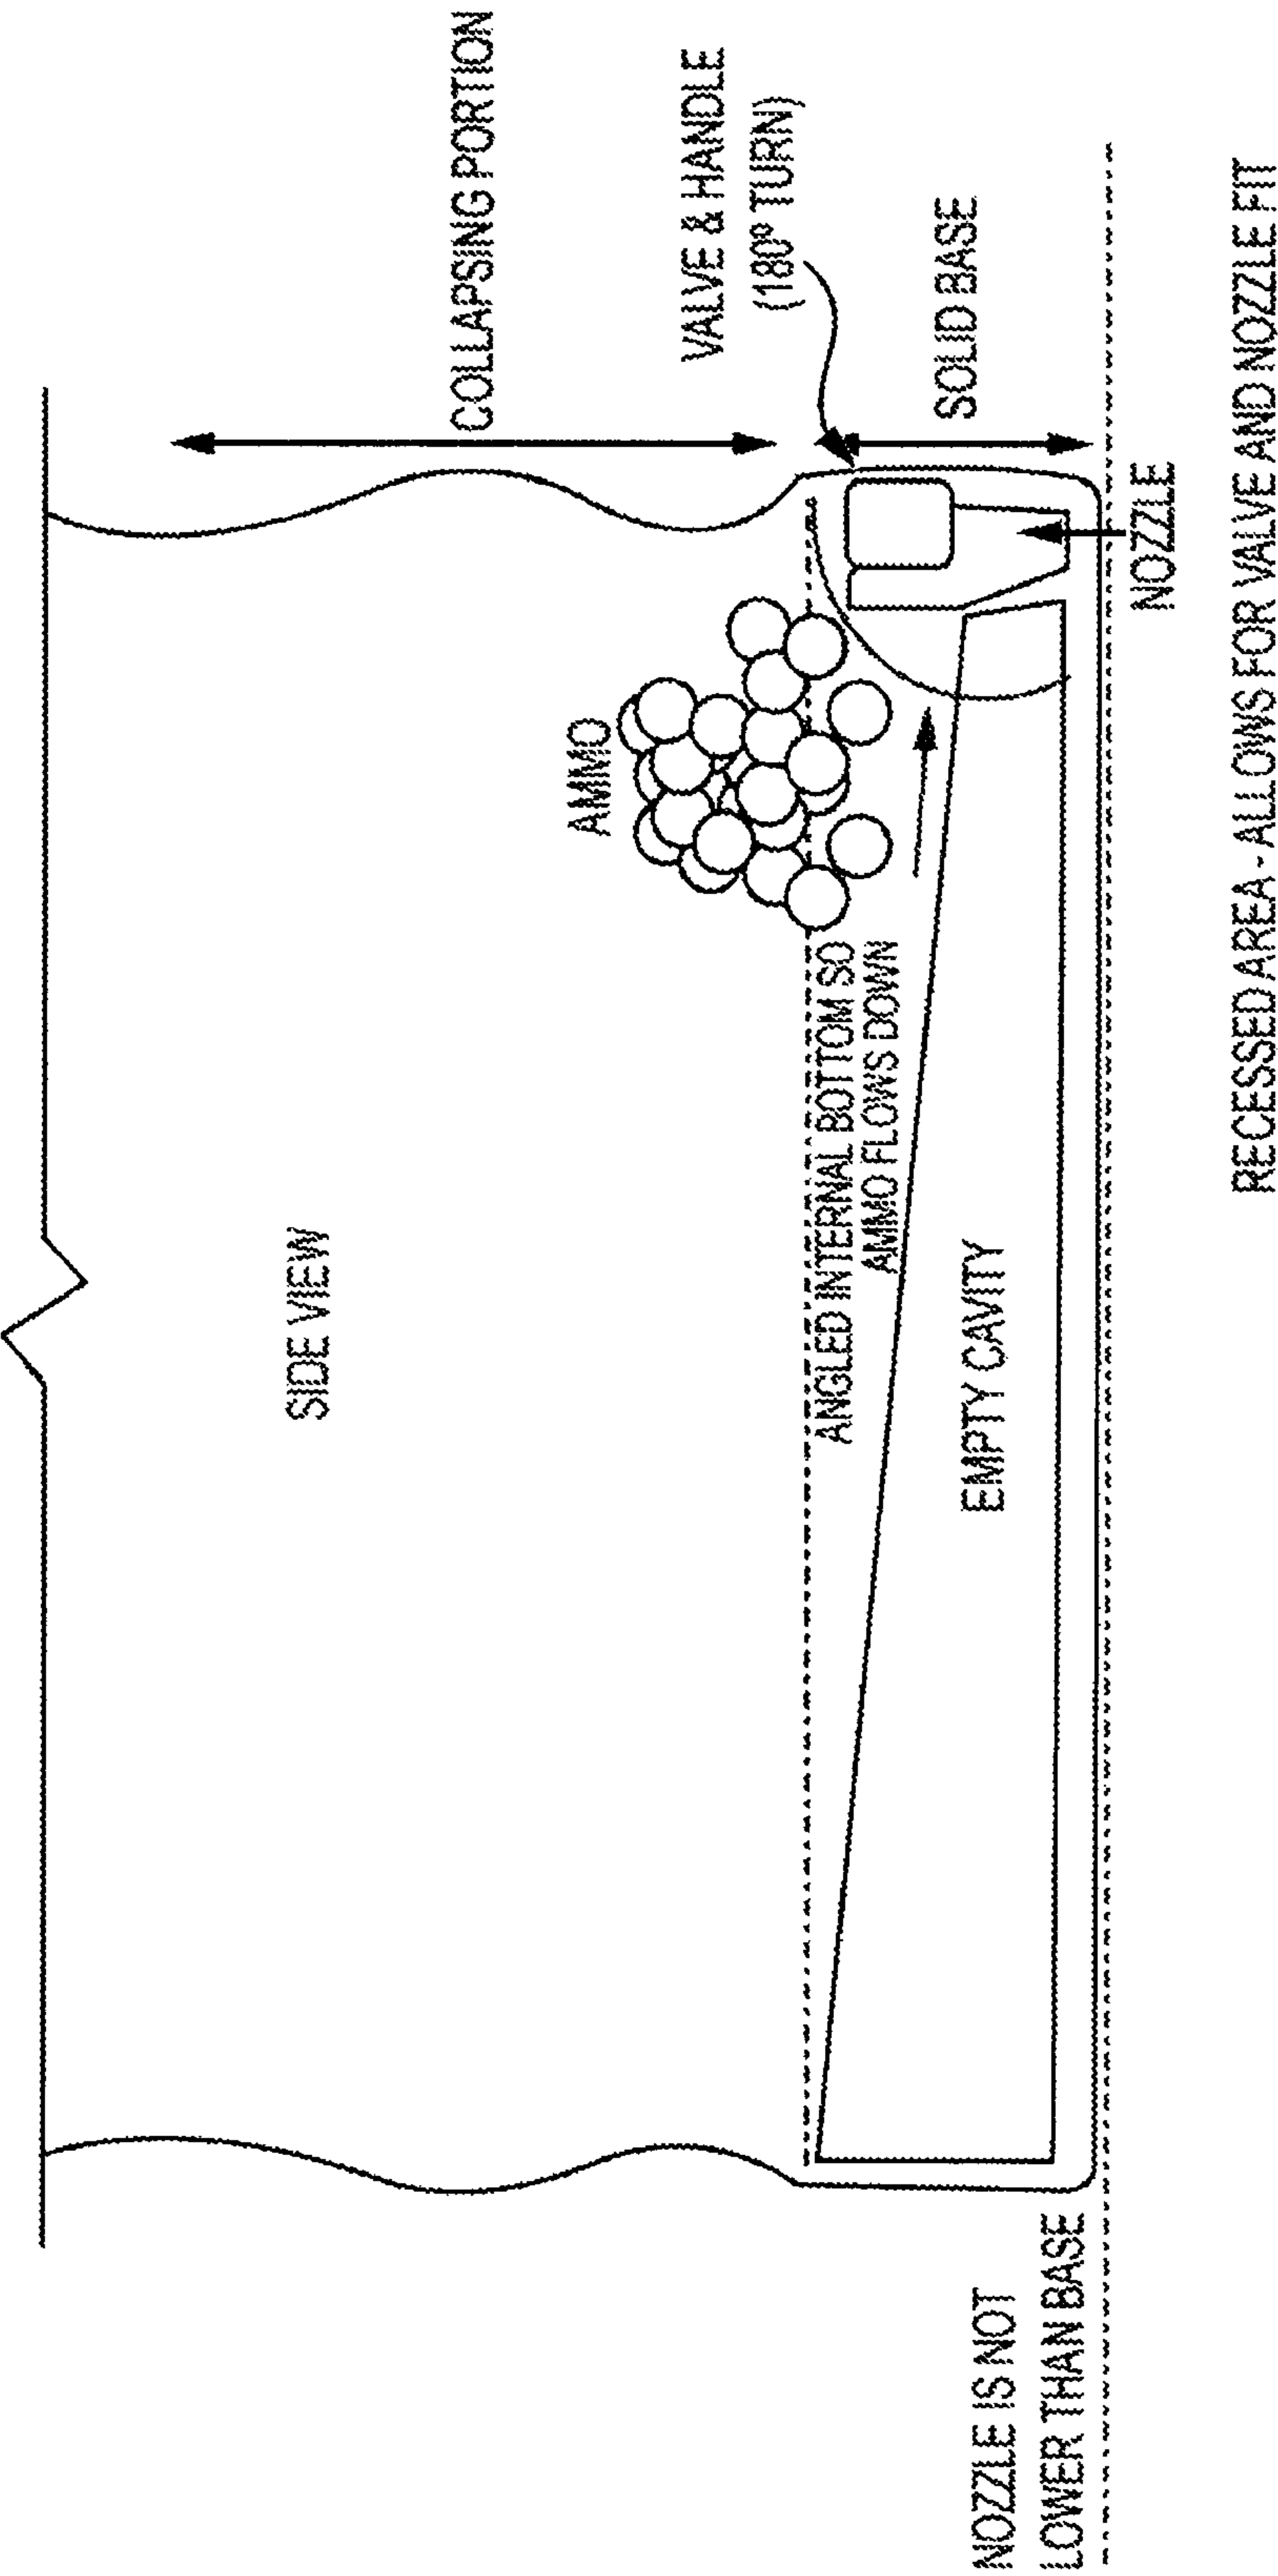 SIDE VIEW
COLLAPSING PORTION
AMMO
VALVE & HANDLE
(180º TURN)
ANGLED INTERNAL BOTTOM SO
AMMO FLOWS DOWN
SOLID BASE
EMPTY CAVITY
NOZZLE IS NOT
LOWER THAN BASE
NOZZLE
RECESSED AREA - ALLOWS FOR VALVE AND NOZZLE FIT